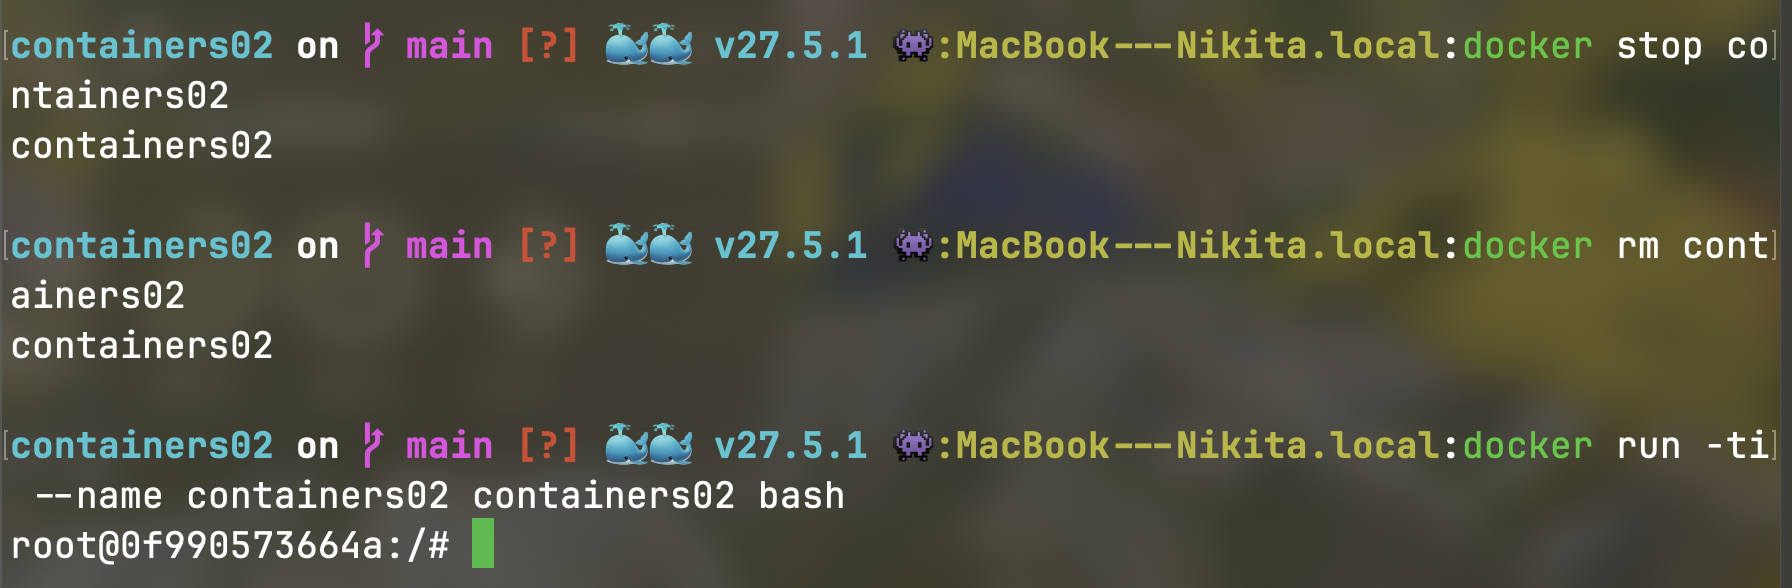 containers02 on main [?] 🐳🐳 v27.5.1 👾:MacBook---Nikita.local:docker stop co
ntainers02
containers02
containers02 on main [?] 🐳🐳 v27.5.1 👾:MacBook---Nikita.local:docker rm cont
ainers02
containers02
containers02 on main [?] 🐳🐳 v27.5.1 👾:MacBook---Nikita.local:docker run -ti
 --name containers02 containers02 bash
root@0f990573664a:/#